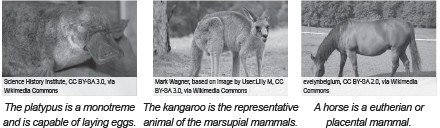 Science History Institute, CC BY-SA 3.0, via
Wikimedia Commons
Mark Wagner, based on image by User:Lilly M, CC
BY-SA 3.0, via Wikimedia Commons
evelynbelgium, CC BY-SA 2.0, via Wikimedia
Commons
The platypus is a monotreme
and is capable of laying eggs.
The kangaroo is the representative
animal of the marsupial mammals.
A horse is a eutherian or
placental mammal.